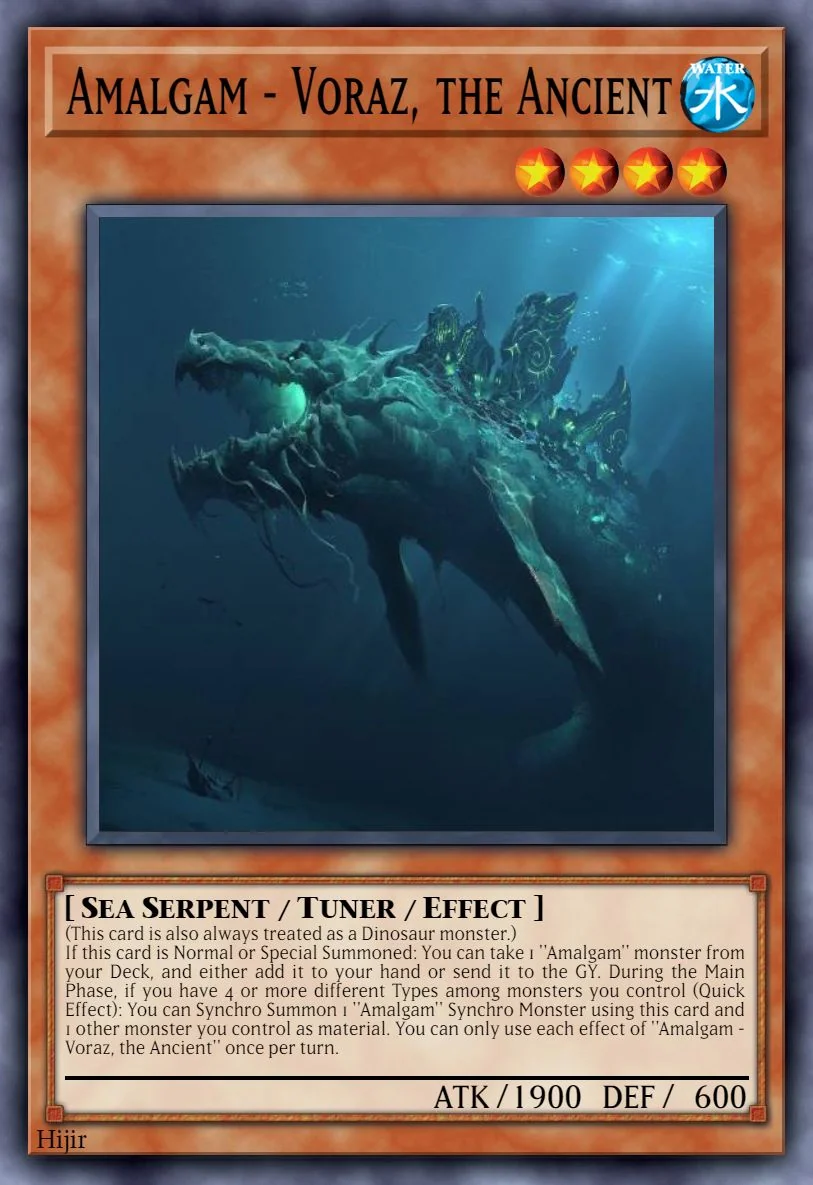 Amalgam - Voraz, the Ancient
WATER
水
[ Sea Serpent / Tuner / Effect ]
(This card is also always treated as a Dinosaur monster.)
If this card is Normal or Special Summoned: You can take 1 ''Amalgam'' monster from
your Deck, and either add it to your hand or send it to the GY. During the Main
Phase, if you have 4 or more different Types among monsters you control (Quick
Effect): You can Synchro Summon 1 ''Amalgam'' Synchro Monster using this card and
1 other monster you control as material. You can only use each effect of ''Amalgam -
Voraz, the Ancient'' once per turn.
ATK / 1900 DEF / 600
Hijir